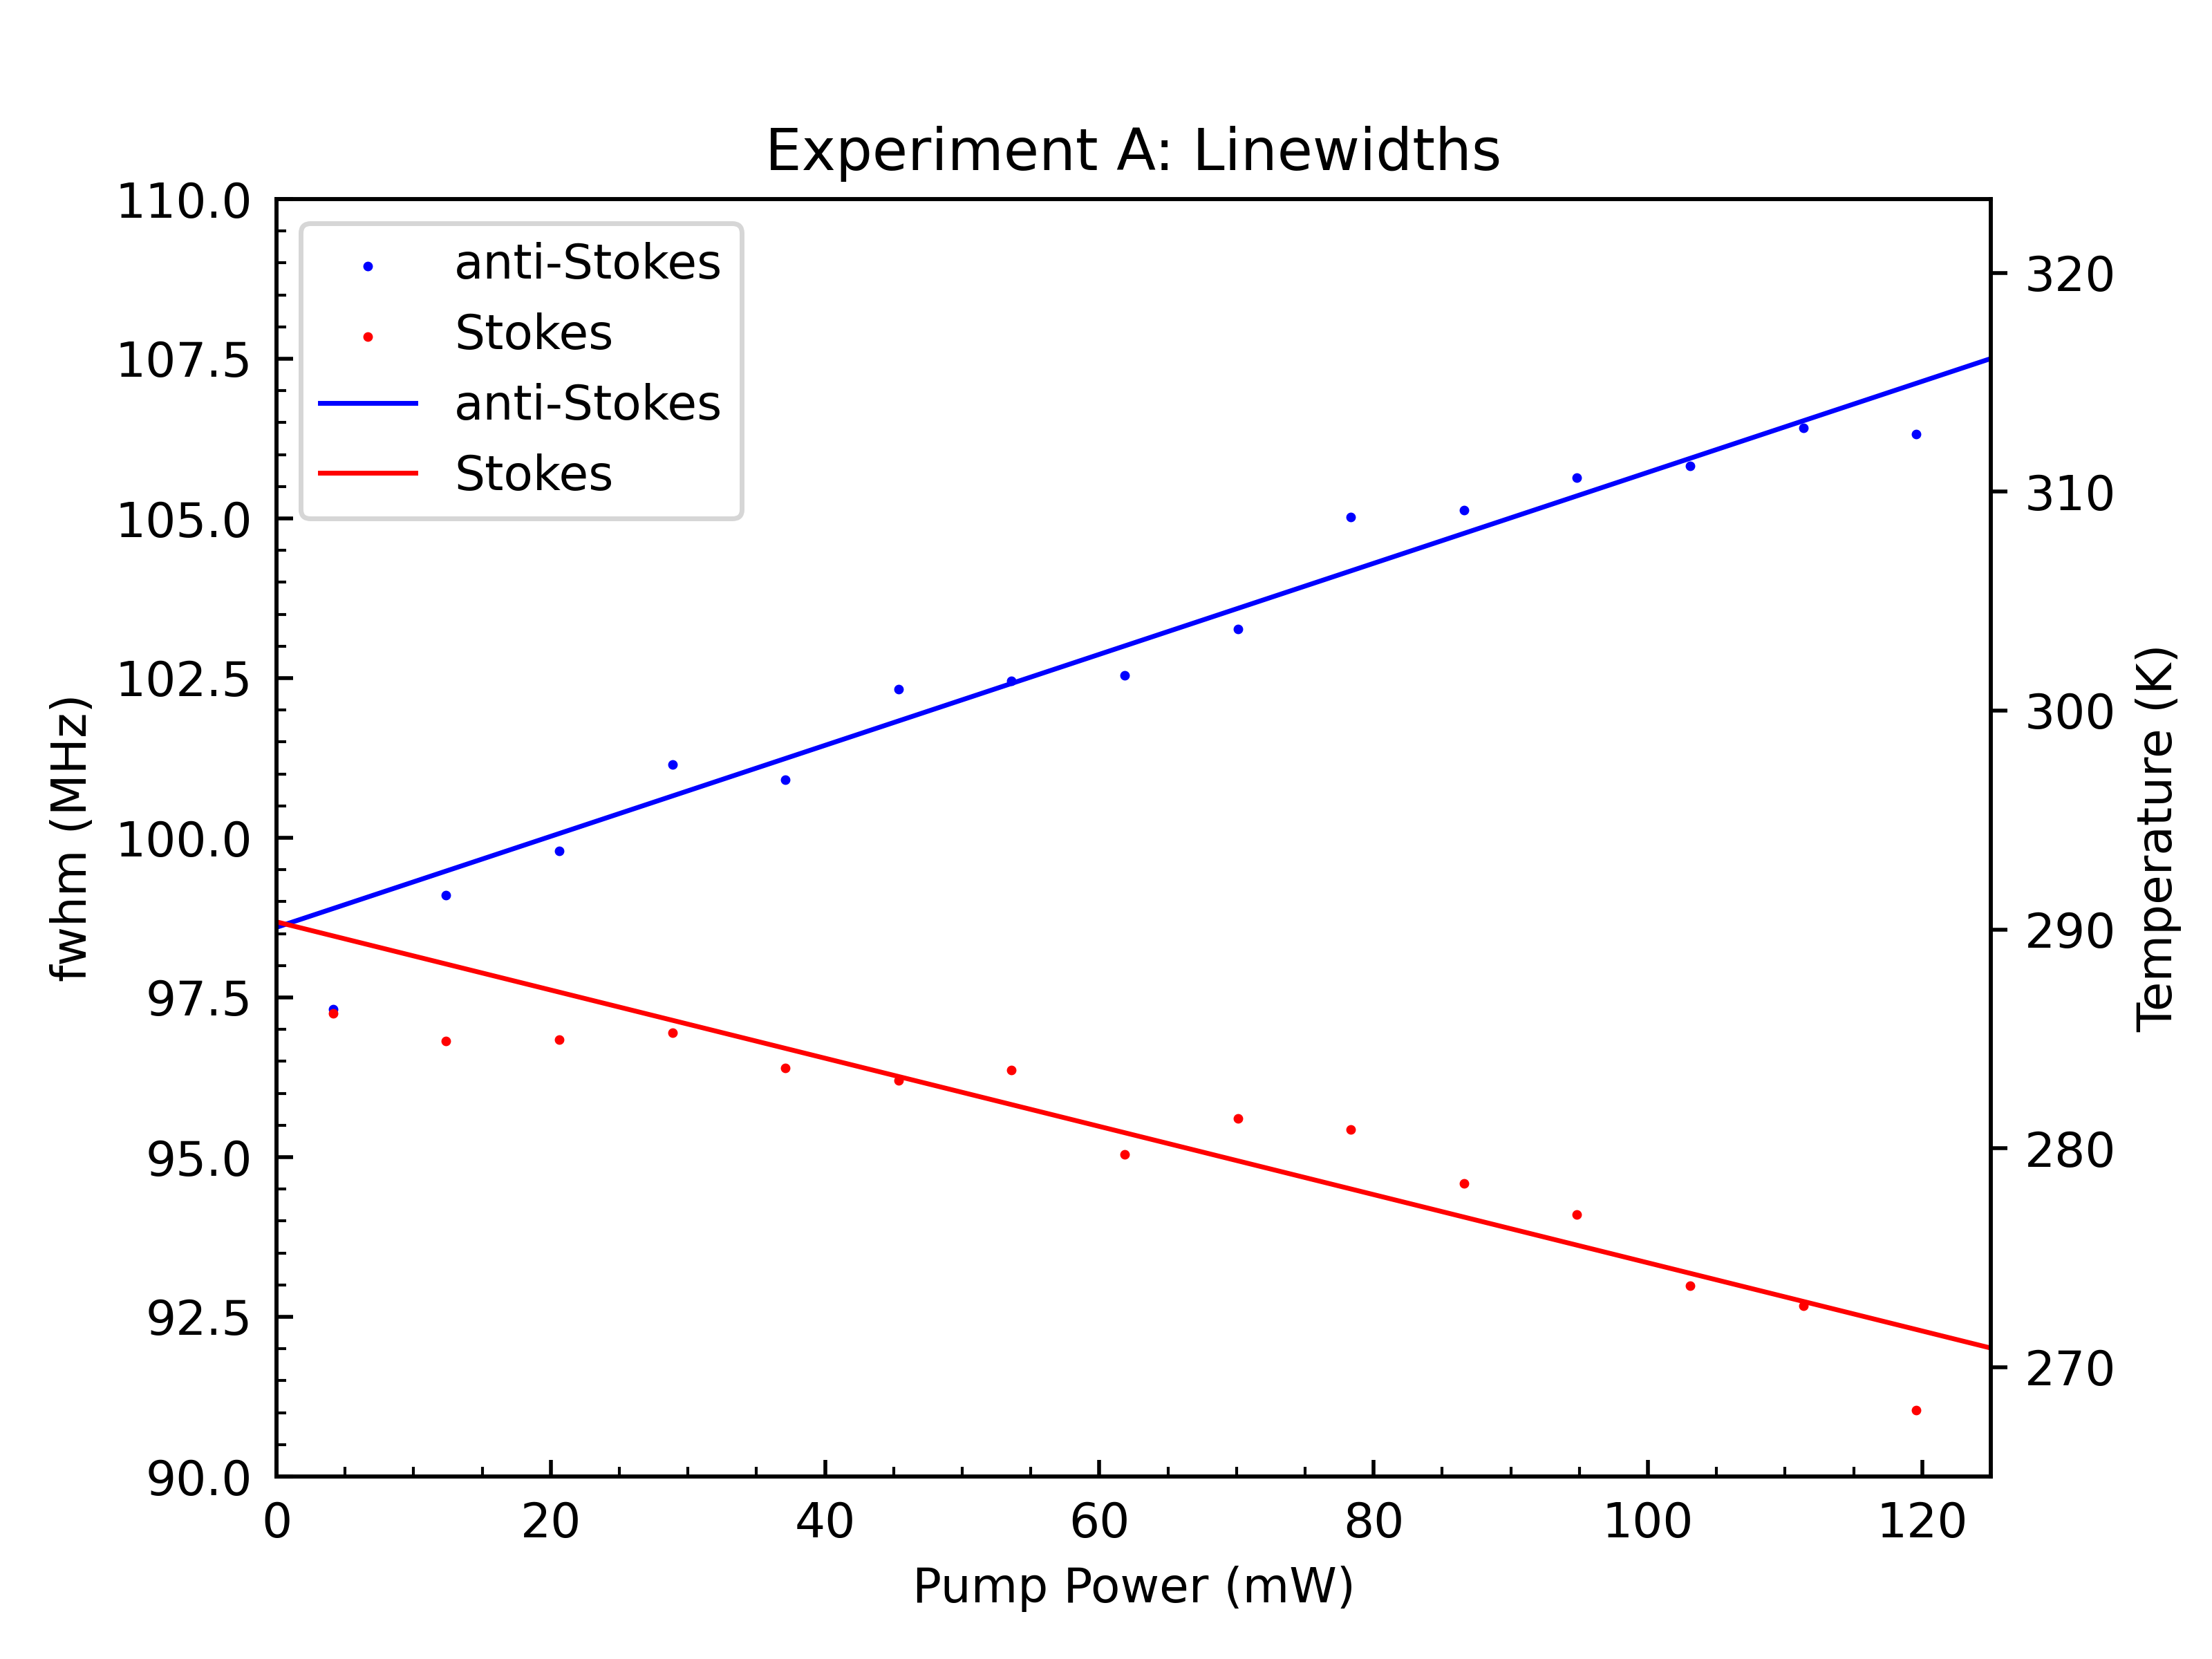 Experiment A: Linewidths
anti-Stokes
Stokes
anti-Stokes
Stokes
110.0
107.5
105.0
102.5
100.0
97.5
95.0
92.5
90.0
fwhm (MHz)
320
310
300
290
280
270
Temperature (K)
0 20 40 60 80 100 120
Pump Power (mW)